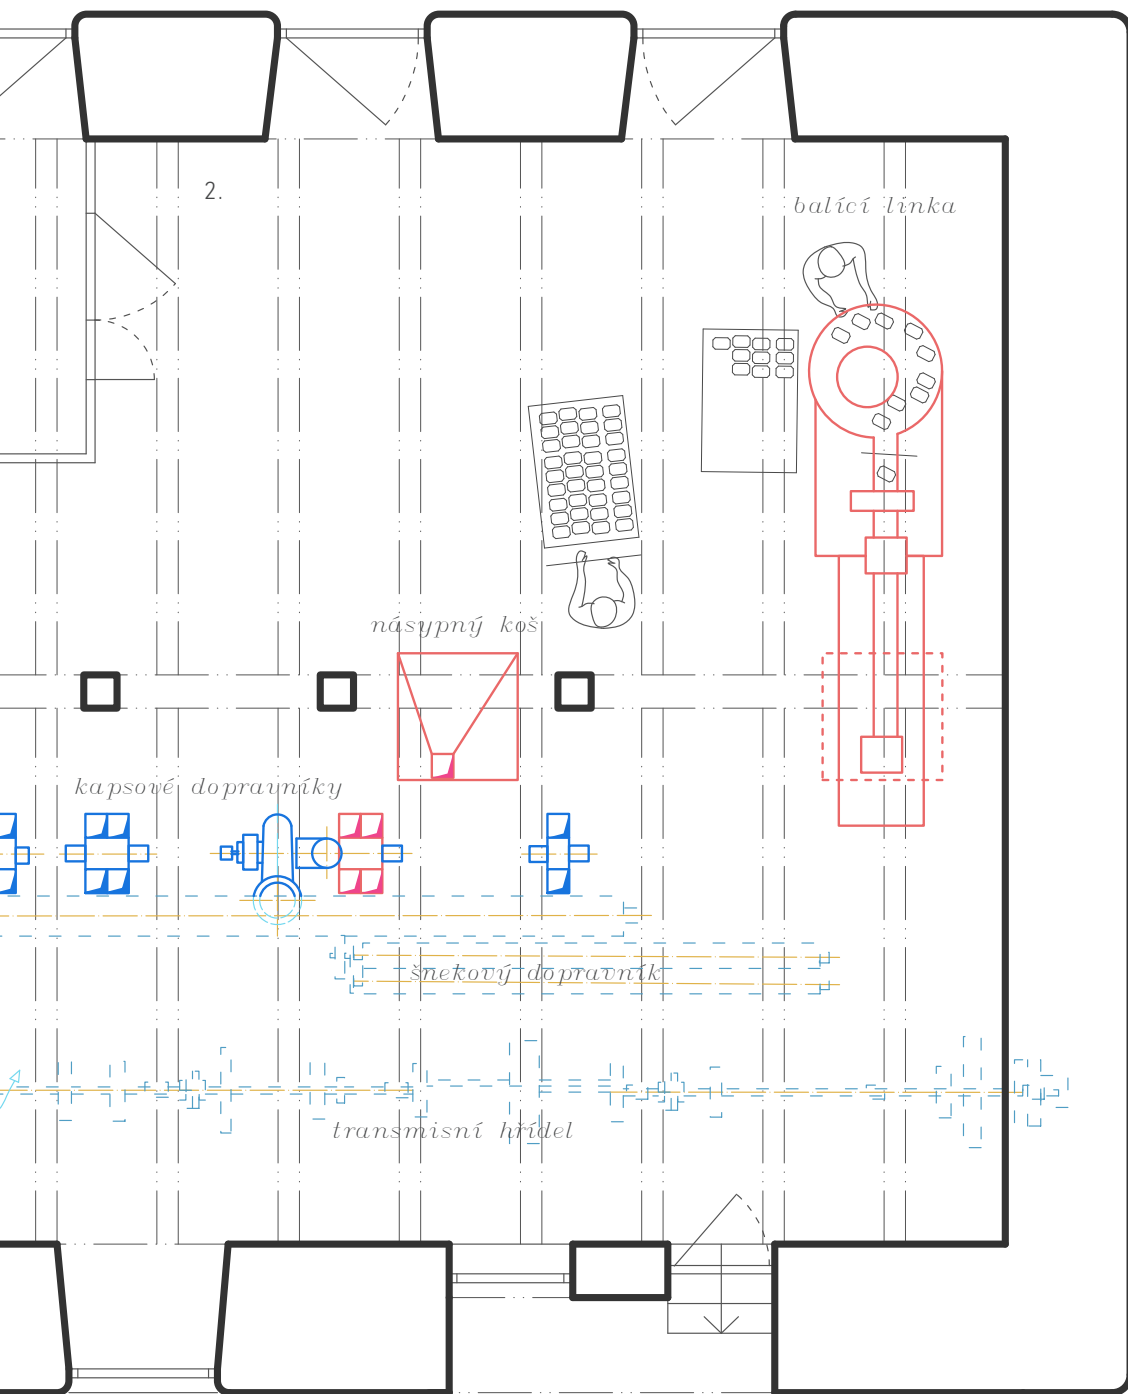 2.
balící linka
násypný koš
kapsové dopravníky
šnekový dopravník
transmisní hřídel